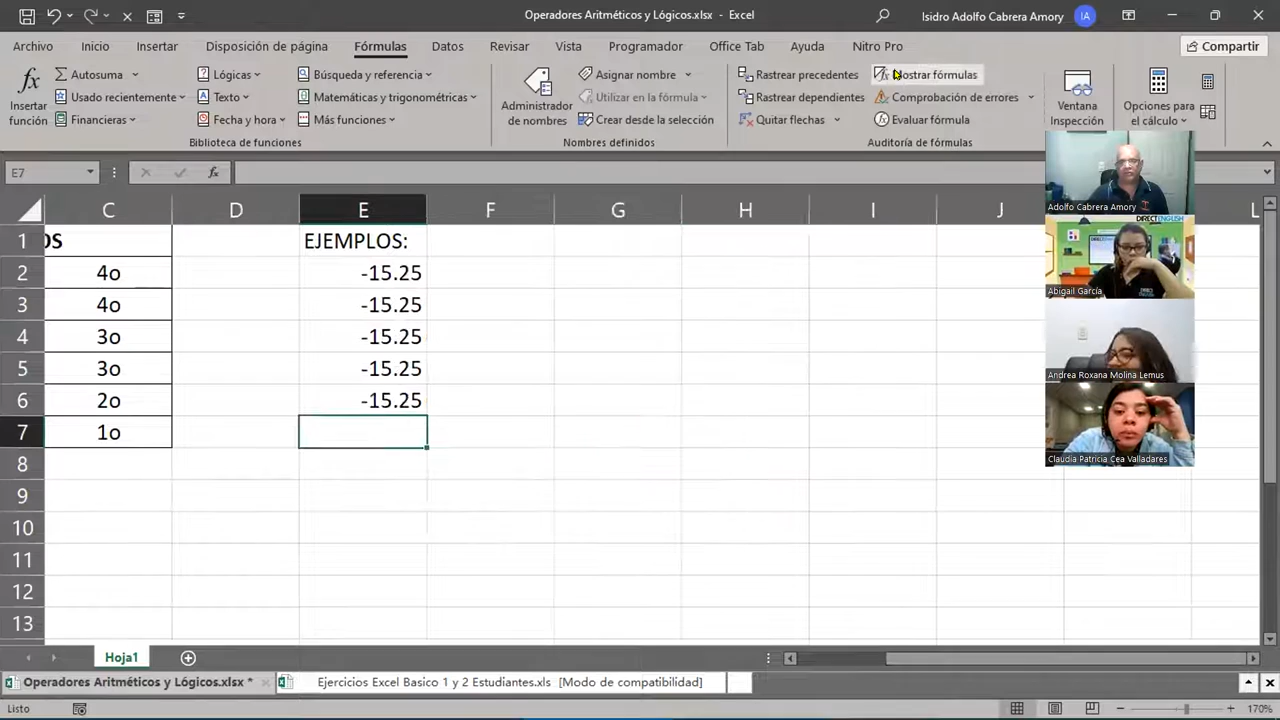 Operadores Aritméticos y Lógicos.xlsx - Excel
Isidro Adolfo Cabrera Amory IA
Archivo Inicio Insertar Disposición de página Fórmulas Datos Revisar Vista Programador Office Tab Ayuda Nitro Pro Compartir
Insertar función
Autosuma
Usado recientemente
Financieras
Lógicas
Texto
Fecha y hora
Búsqueda y referencia
Matemáticas y trigonométricas
Más funciones
Biblioteca de funciones
Administrador de nombres
Asignar nombre
Utilizar en la fórmula
Crear desde la selección
Nombres definidos
Rastrear precedentes
Rastrear dependientes
Quitar flechas
Mostrar fórmulas
Comprobación de errores
Evaluar fórmula
Auditoría de fórmulas
Ventana Inspección
Opciones para el cálculo
E7
fx
C D E F G H I J L
1 OS EJEMPLOS:
2 4o -15.25
3 4o -15.25
4 3o -15.25
5 3o -15.25
6 2o -15.25
7 1o
8
9
10
11
12
13
Adolfo Cabrera Amory
DIRECTENGLISH
Abigail García
Andrea Roxana Molina Lemus
Claudia Patricia Cea Valladares
Hoja1
Operadores Aritméticos y Lógicos.xlsx *
Ejercicios Excel Basico 1 y 2 Estudiantes.xls [Modo de compatibilidad]
Listo
170%